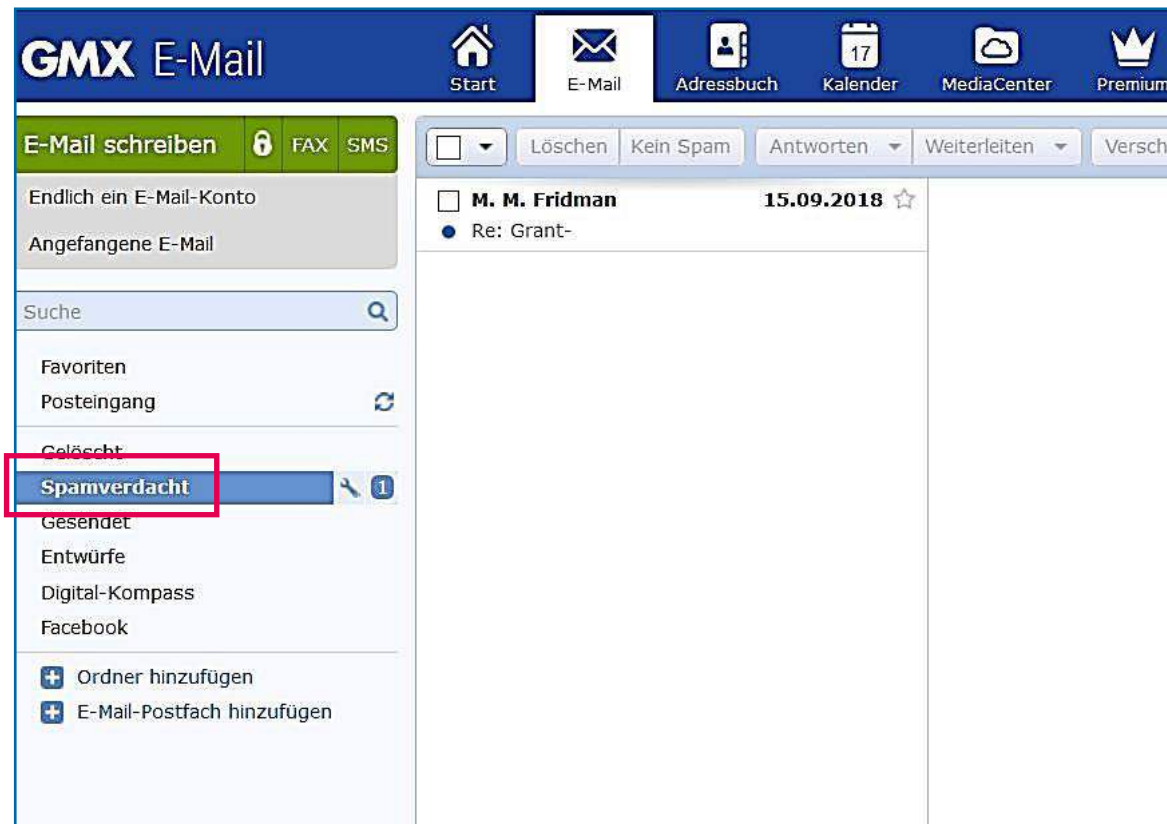 GMX E-Mail
Start
E-Mail
Adressbuch
17
Kalender
MediaCenter
Premium
E-Mail schreiben FAX SMS
Endlich ein E-Mail-Konto
Angefangene E-Mail
Suche
Favoriten
Posteingang
Gelöscht
Spamverdacht 1
Gesendet
Entwürfe
Digital-Kompass
Facebook
Ordner hinzufügen
E-Mail-Postfach hinzufügen
Löschen Kein Spam Antworten Weiterleiten Versch
M. M. Fridman 15.09.2018
Re: Grant-